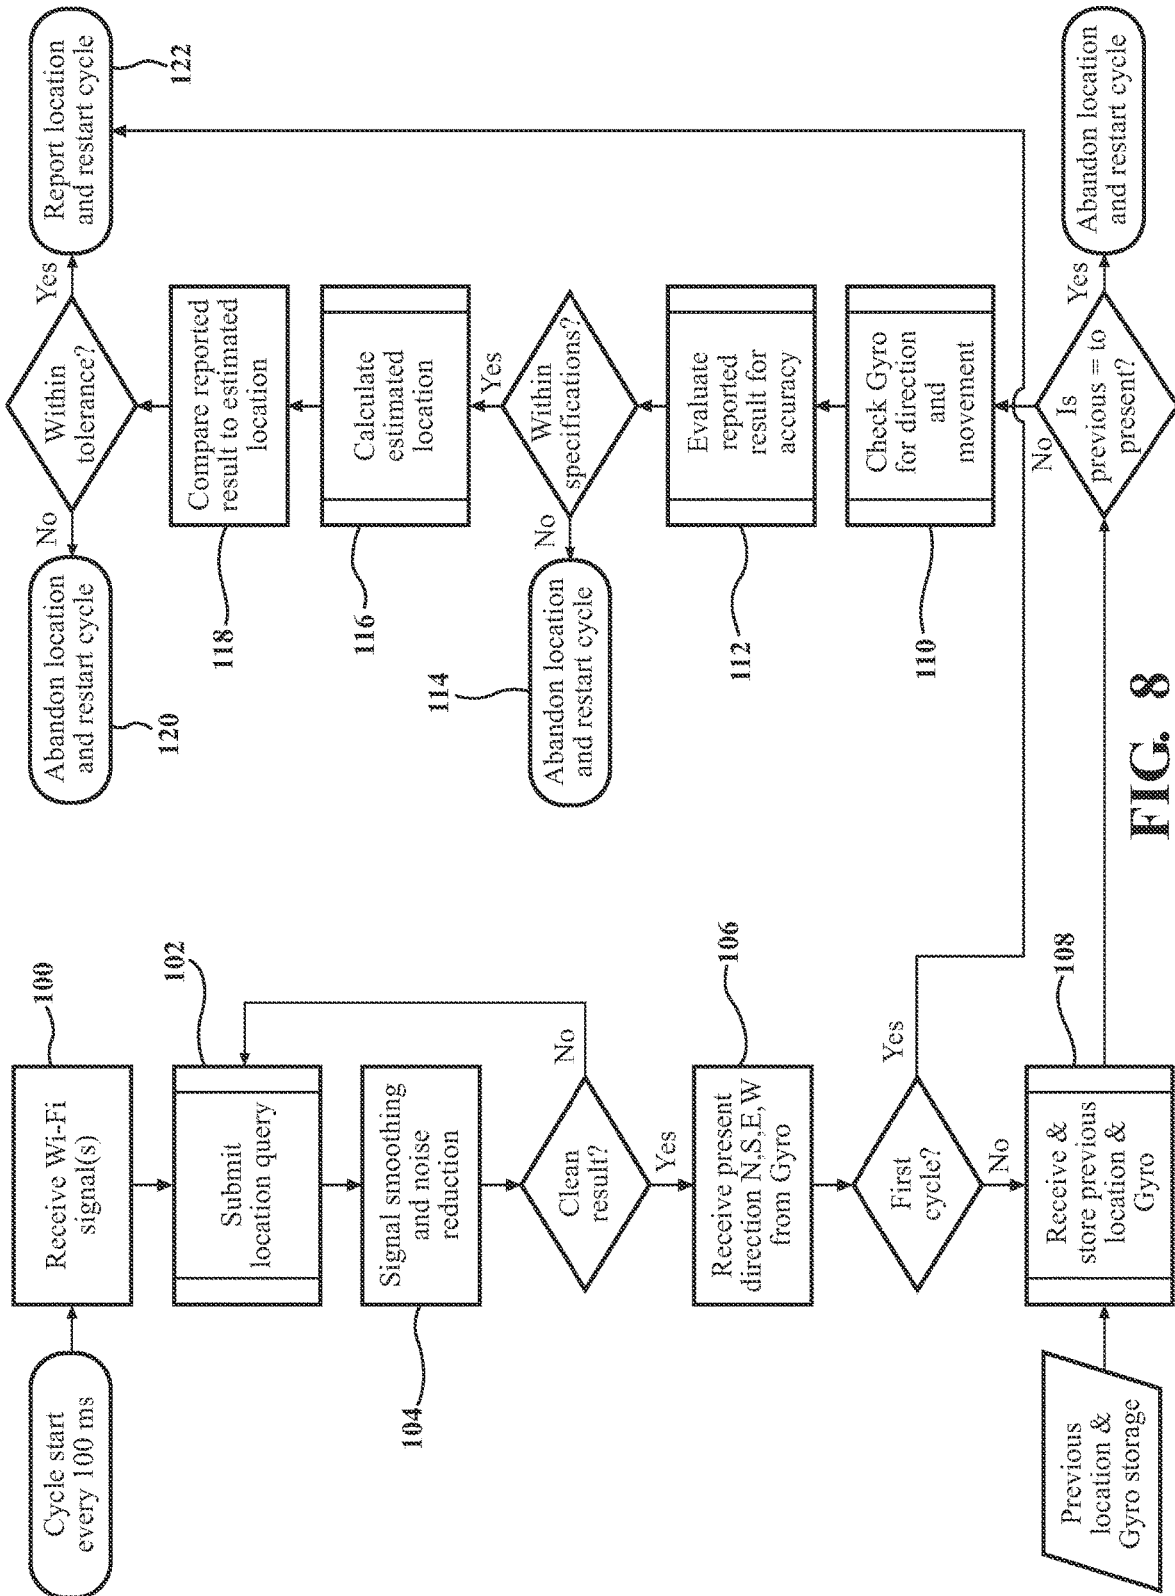 Cycle start
every 100 ms
Receive Wi-Fi
signal(s)
100
Submit
location query
102
Signal smoothing
and noise
reduction
104
Clean
result?
No
Yes
Receive present
direction N,S,E,W
from Gyro
106
First
cycle?
Yes
No
Previous
location &
Gyro storage
Receive &
store previous
location &
Gyro
108
Is
previous = to
present?
Yes
No
Abandon location
and restart cycle
Check Gyro
for direction
and
movement
110
Evaluate
reported
result for
accuracy
112
Within
specifications?
No
Yes
Abandon location
and restart cycle
114
Calculate
estimated
location
116
Compare reported
result to estimated
location
118
Within
tolerance?
No
Yes
Abandon location
and restart cycle
120
Report location
and restart cycle
122
FIG. 8